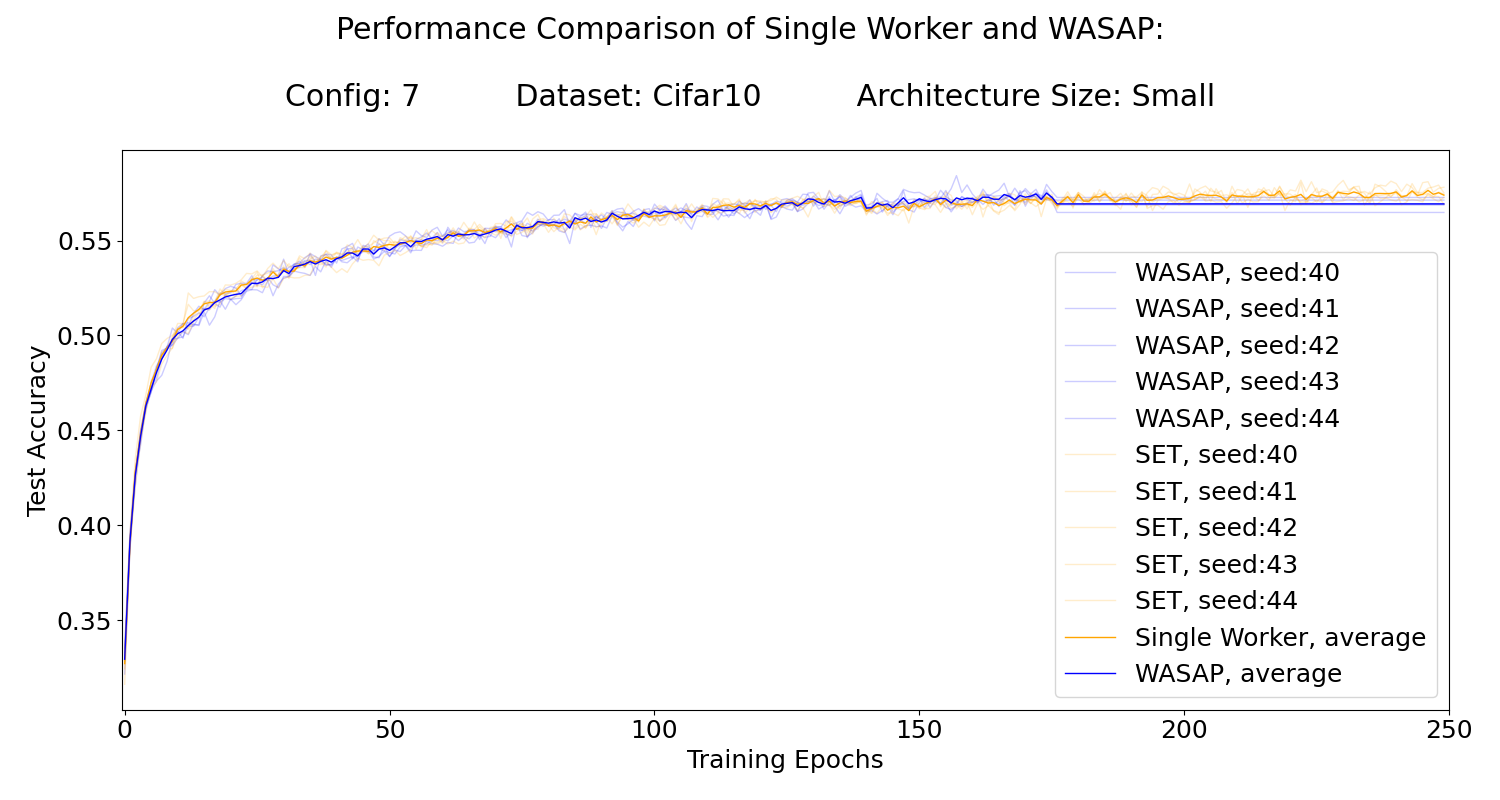 Performance Comparison of Single Worker and WASAP:
Config: 7 Dataset: Cifar10 Architecture Size: Small
Test Accuracy
0.55
0.50
0.45
0.40
0.35
WASAP, seed:40
WASAP, seed:41
WASAP, seed:42
WASAP, seed:43
WASAP, seed:44
SET, seed:40
SET, seed:41
SET, seed:42
SET, seed:43
SET, seed:44
Single Worker, average
WASAP, average
0 50 100 150 200 250
Training Epochs